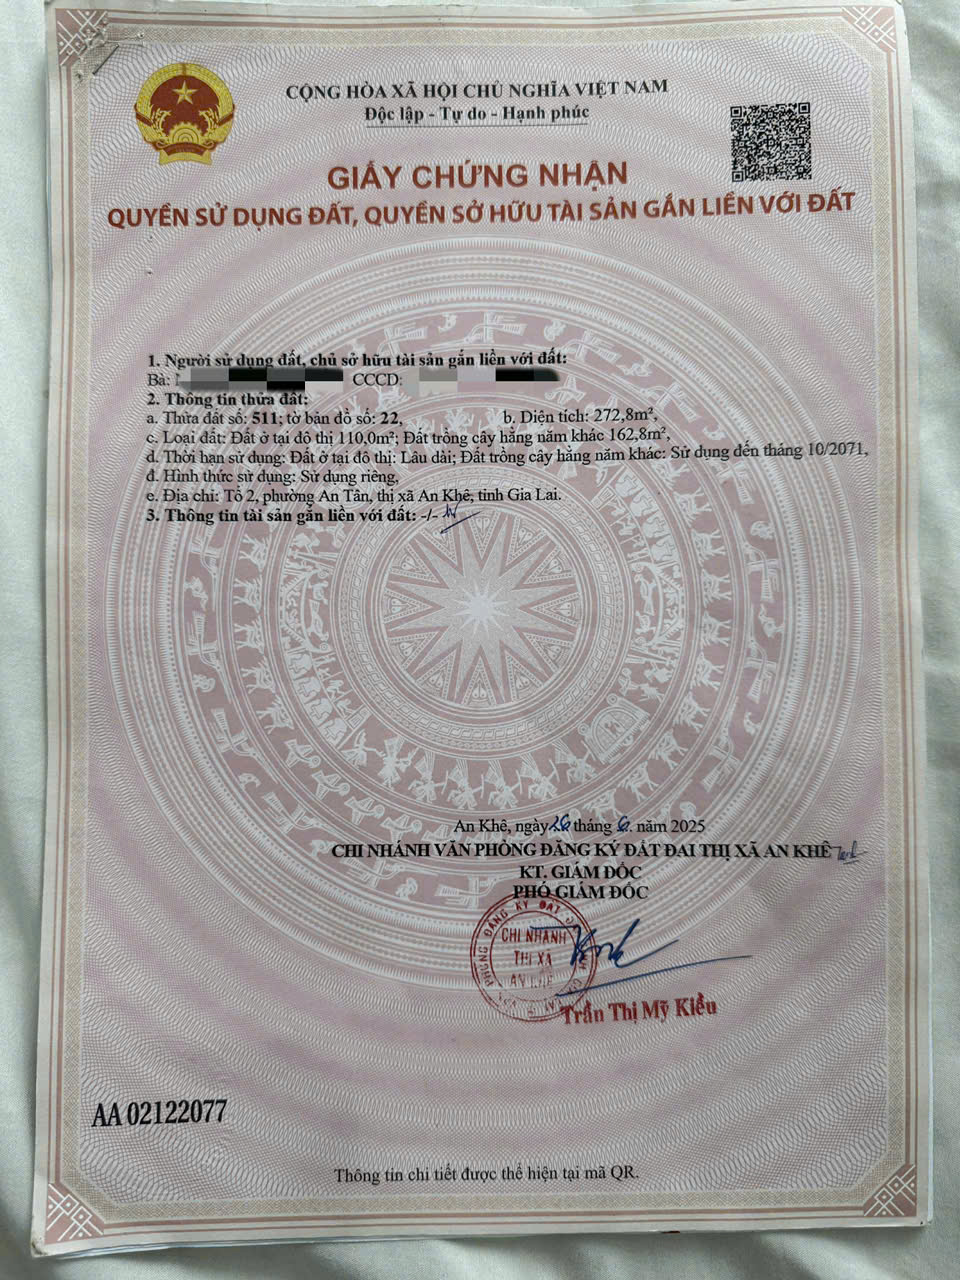 CỘNG HÒA XÃ HỘI CHỦ NGHĨA VIỆT NAM
Độc lập - Tự do - Hạnh phúc
GIẤY CHỨNG NHẬN
QUYỀN SỬ DỤNG ĐẤT, QUYỀN SỞ HỮU TÀI SẢN GẮN LIỀN VỚI ĐẤT
1. Người sử dụng đất, chủ sở hữu tài sản gắn liền với đất:
Bà: CCCD:
2. Thông tin thửa đất:
a. Thửa đất số: 511; tờ bản đồ số: 22, b. Diện tích: 272,8m²,
c. Loại đất: Đất ở tại đô thị 110,0m²; Đất trồng cây hằng năm khác 162,8m²,
d. Thời hạn sử dụng: Đất ở tại đô thị: Lâu dài; Đất trồng cây hằng năm khác: Sử dụng đến tháng 10/2071,
đ. Hình thức sử dụng: Sử dụng riêng,
e. Địa chỉ: Tổ 2, phường An Tân, thị xã An Khê, tỉnh Gia Lai.
3. Thông tin tài sản gắn liền với đất: -/-
An Khê, ngày 26 tháng 6. năm 2025
CHI NHÁNH VĂN PHÒNG ĐĂNG KÝ ĐẤT ĐAI THỊ XÃ AN KHÊ
KT. GIÁM ĐỐC
PHÓ GIÁM ĐỐC
CHI NHÁNH
THỊ XÃ
AN KHÊ
Trần Thị Mỹ Kiều
AA 02122077
Thông tin chi tiết được thể hiện tại mã QR.